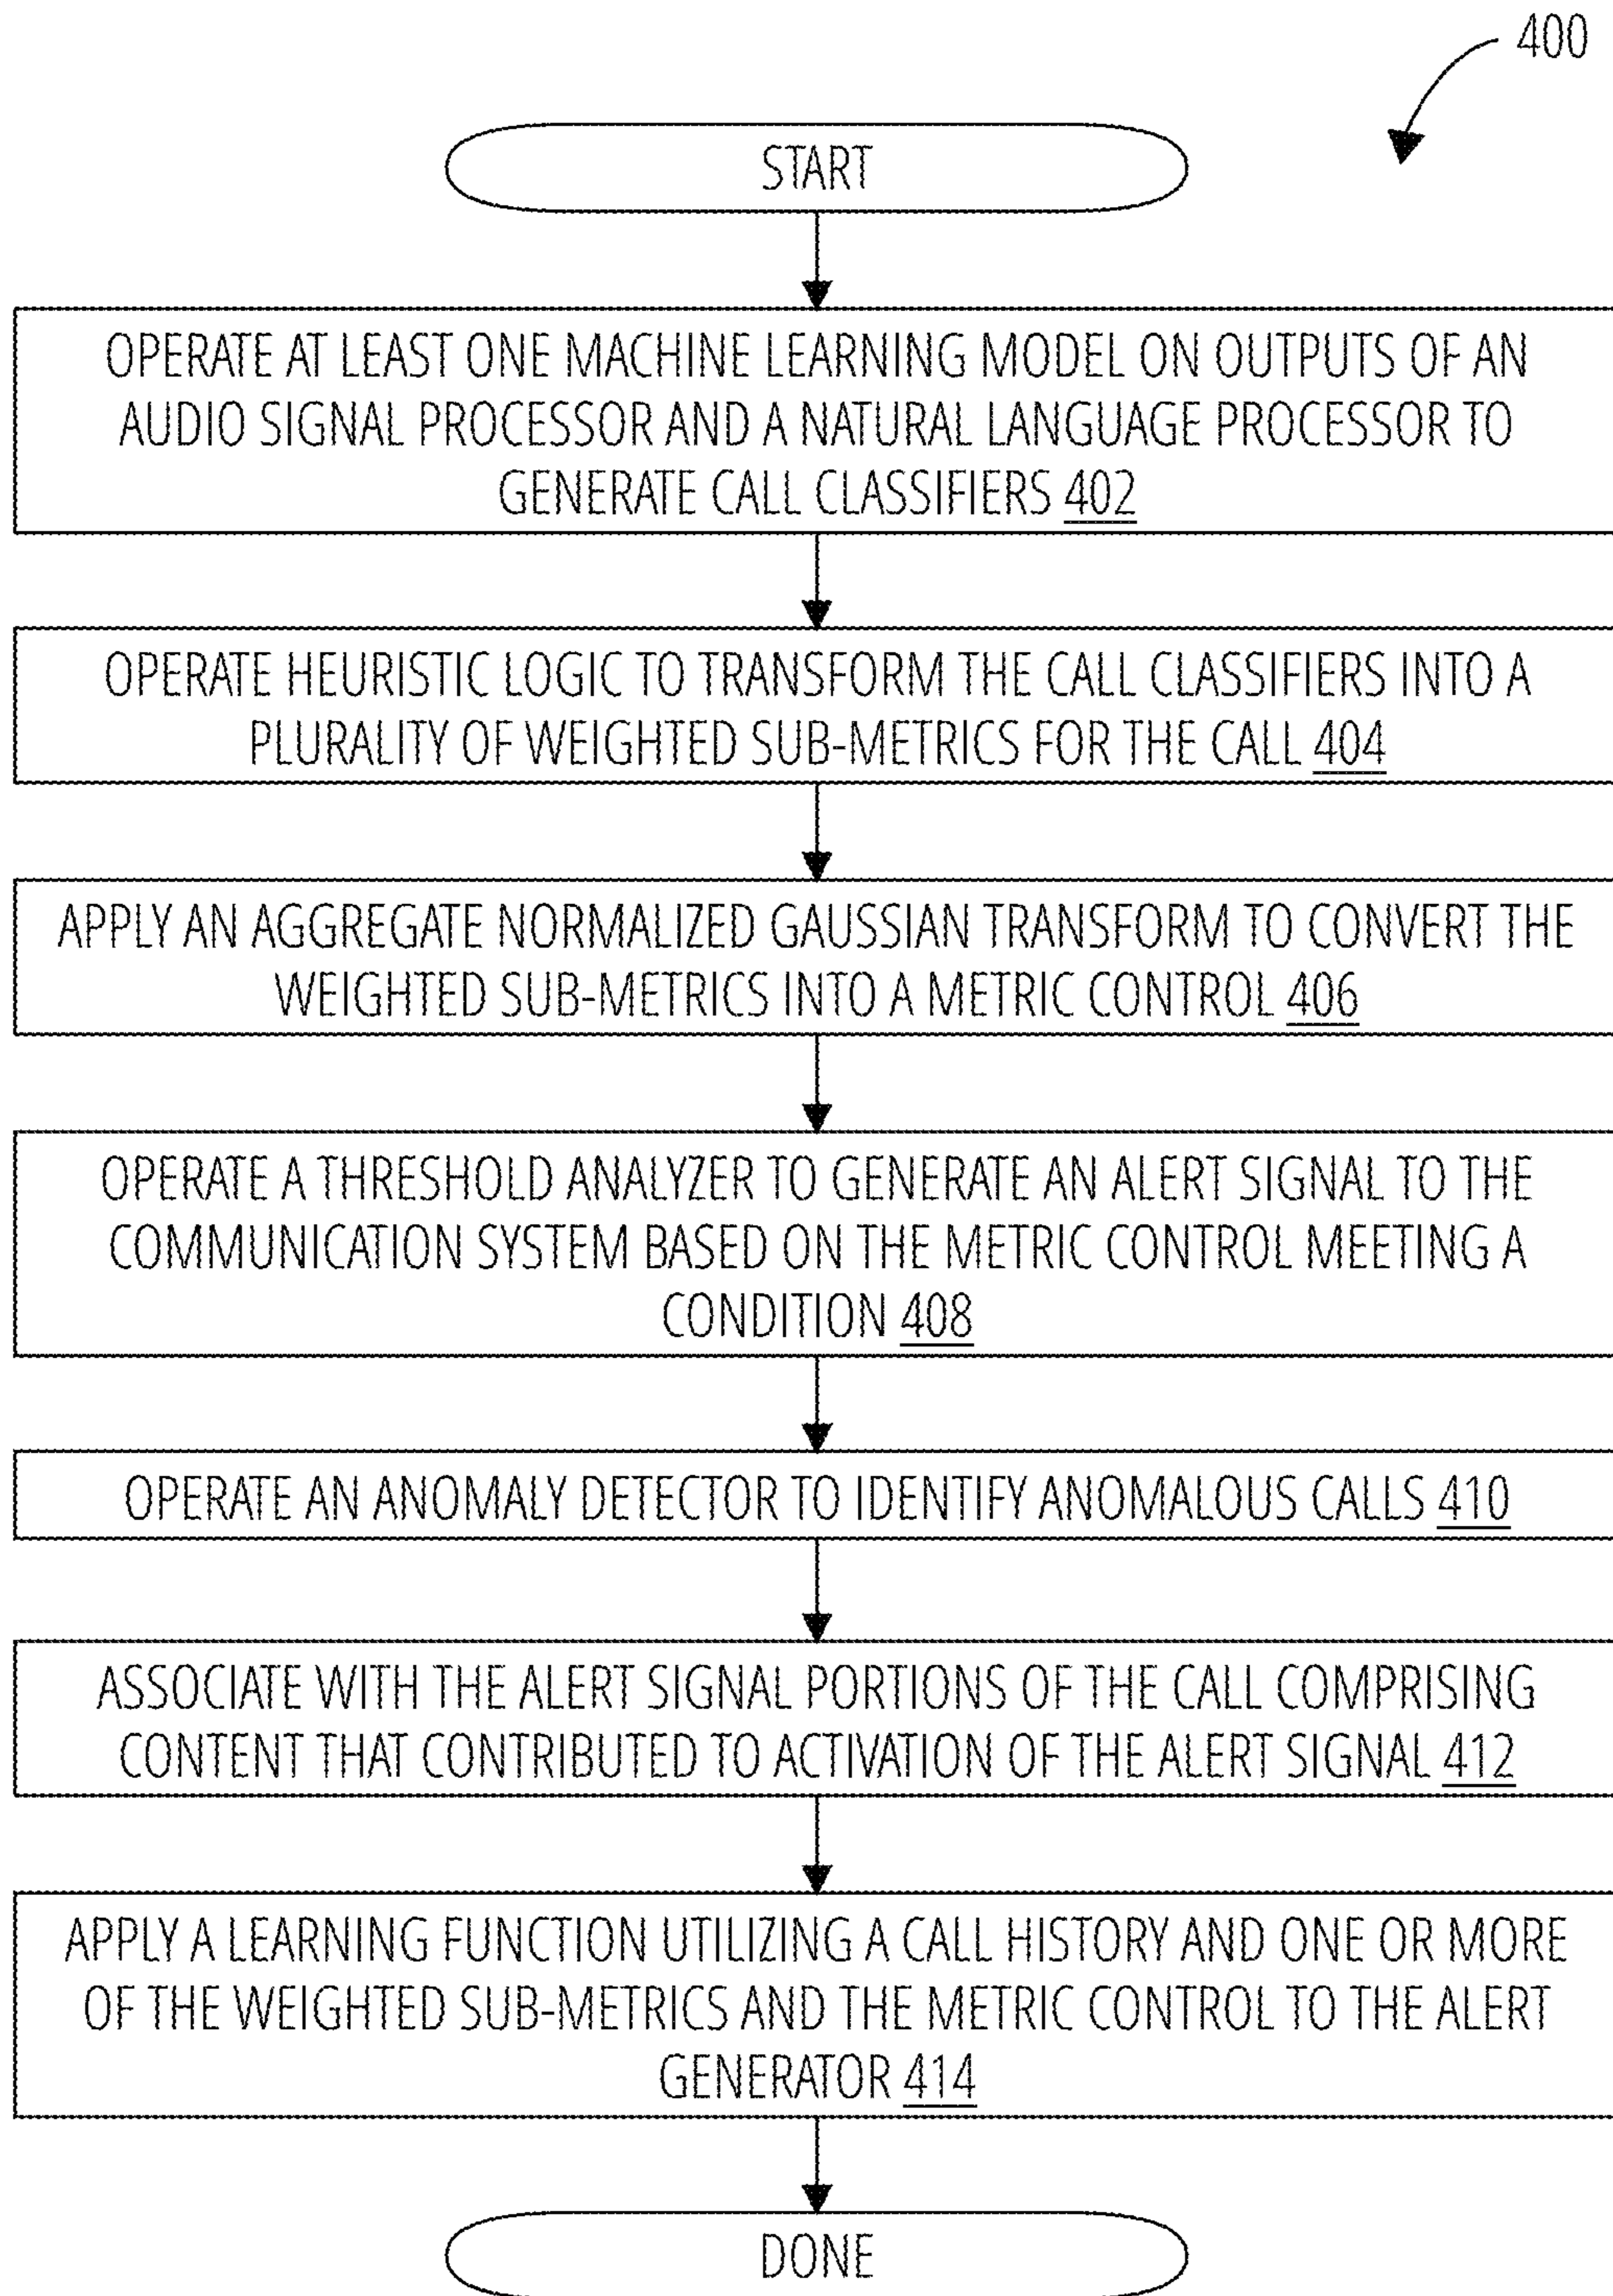 400
START
OPERATE AT LEAST ONE MACHINE LEARNING MODEL ON OUTPUTS OF AN
AUDIO SIGNAL PROCESSOR AND A NATURAL LANGUAGE PROCESSOR TO
GENERATE CALL CLASSIFIERS 402
OPERATE HEURISTIC LOGIC TO TRANSFORM THE CALL CLASSIFIERS INTO A
PLURALITY OF WEIGHTED SUB-METRICS FOR THE CALL 404
APPLY AN AGGREGATE NORMALIZED GAUSSIAN TRANSFORM TO CONVERT THE
WEIGHTED SUB-METRICS INTO A METRIC CONTROL 406
OPERATE A THRESHOLD ANALYZER TO GENERATE AN ALERT SIGNAL TO THE
COMMUNICATION SYSTEM BASED ON THE METRIC CONTROL MEETING A
CONDITION 408
OPERATE AN ANOMALY DETECTOR TO IDENTIFY ANOMALOUS CALLS 410
ASSOCIATE WITH THE ALERT SIGNAL PORTIONS OF THE CALL COMPRISING
CONTENT THAT CONTRIBUTED TO ACTIVATION OF THE ALERT SIGNAL 412
APPLY A LEARNING FUNCTION UTILIZING A CALL HISTORY AND ONE OR MORE
OF THE WEIGHTED SUB-METRICS AND THE METRIC CONTROL TO THE ALERT
GENERATOR 414
DONE